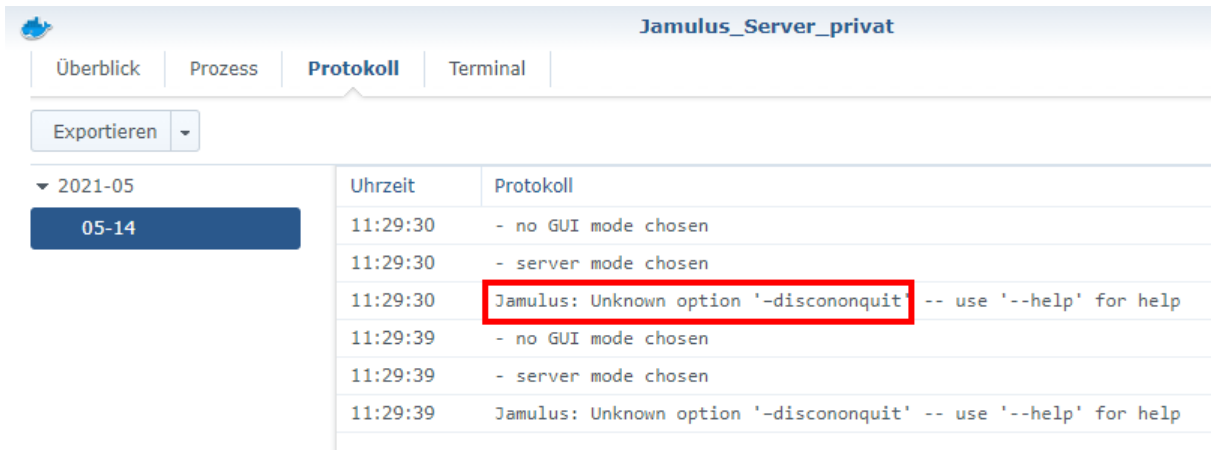 Jamulus_Server_privat
Überblick Prozess Protokoll Terminal
Exportieren
2021-05
05-14
Uhrzeit Protokoll
11:29:30 - no GUI mode chosen
11:29:30 - server mode chosen
11:29:30 Jamulus: Unknown option '-discononquit' -- use '--help' for help
11:29:39 - no GUI mode chosen
11:29:39 - server mode chosen
11:29:39 Jamulus: Unknown option '-discononquit' -- use '--help' for help